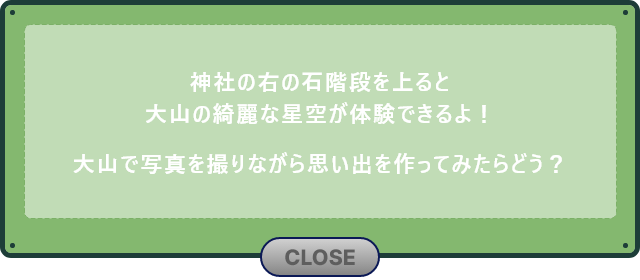 神社の右の石階段を上ると
大山の綺麗な星空が体験できるよ！
大山で写真を撮りながら思い出を作ってみたらどう？
CLOSE